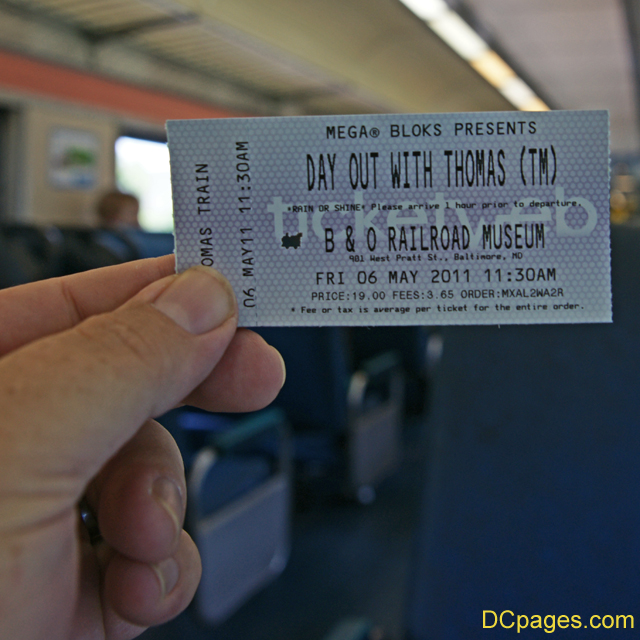 MEGA® BLOKS PRESENTS
DAY OUT WITH THOMAS (TM)
*RAIN OR SHINE* Please arrive 1 hour prior to departure.
ticketweb
B & O RAILROAD MUSEUM
901 West Pratt St., Baltimore, MD
FRI 06 MAY 2011 11:30AM
PRICE:19.00 FEES:3.65 ORDER:MXAL2WA2R
* Fee or tax is average per ticket for the entire order.
OMAS TRAIN
06 MAY11 11:30AM
DCpages.com